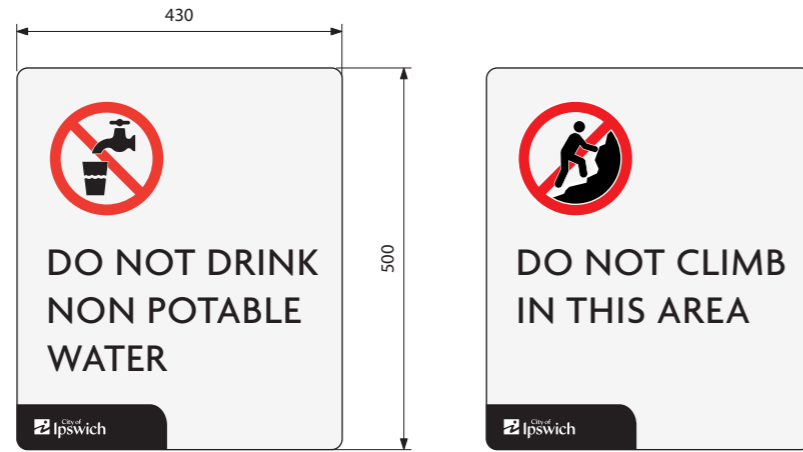 430
500
DO NOT DRINK
NON POTABLE
WATER
City of
Ipswich
DO NOT CLIMB
IN THIS AREA
City of
Ipswich